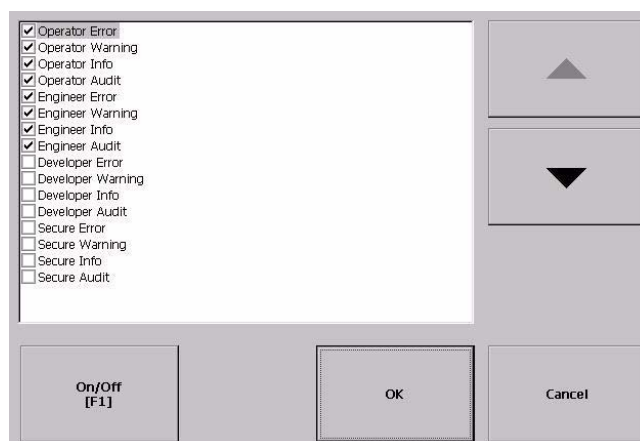 Operator Error
Operator Warning
Operator Info
Operator Audit
Engineer Error
Engineer Warning
Engineer Info
Engineer Audit
Developer Error
Developer Warning
Developer Info
Developer Audit
Secure Error
Secure Warning
Secure Info
Secure Audit
On/Off
[F1]
OK
Cancel